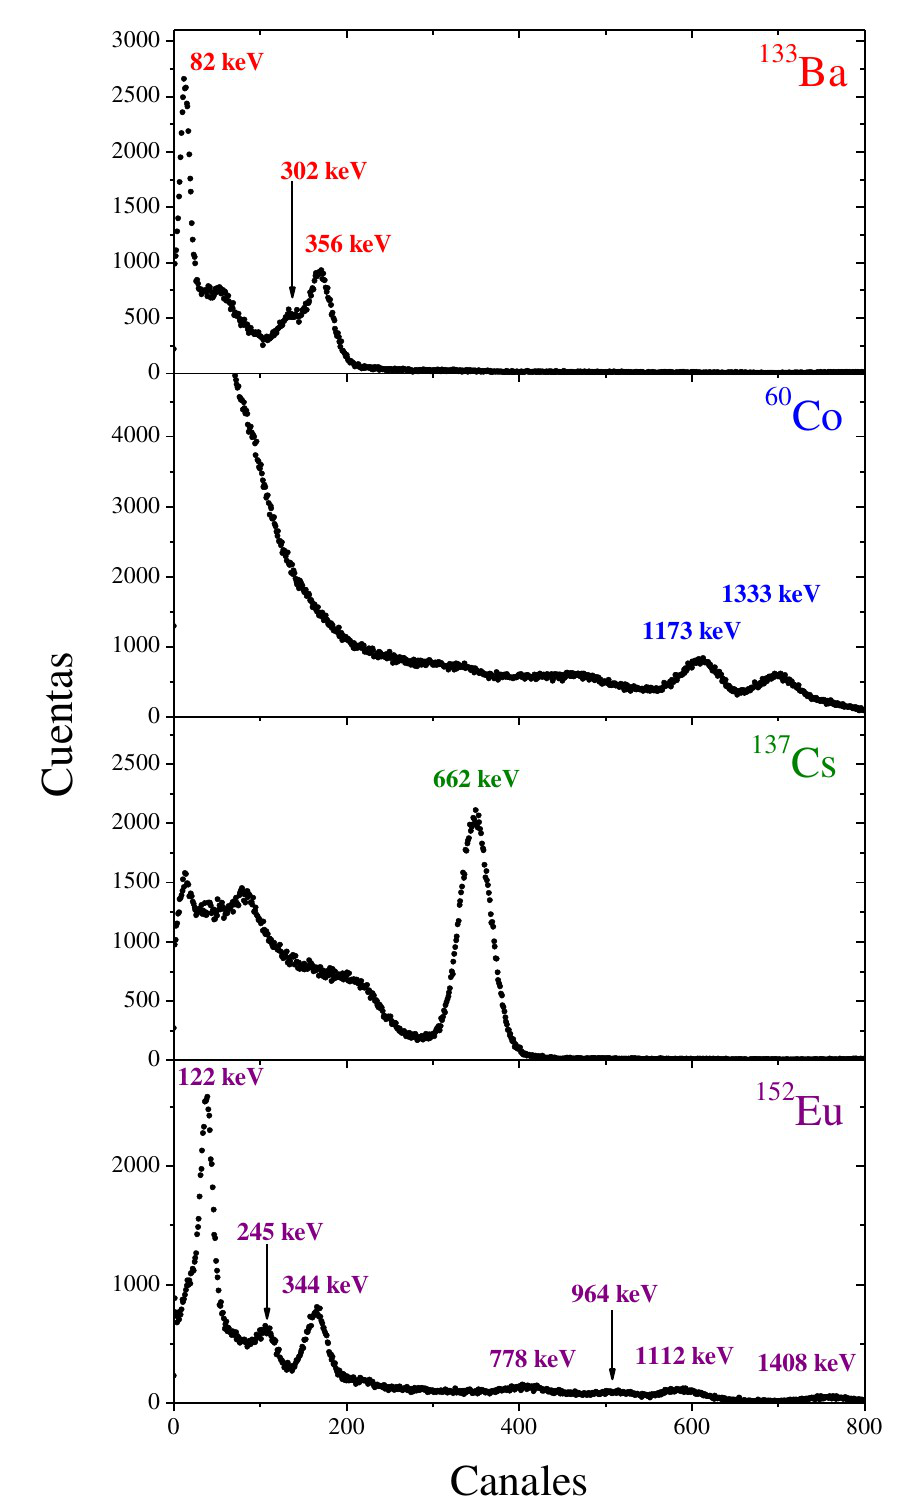 3000
2500
2000
1500
1000
500
0
82 keV
302 keV
356 keV
133Ba
4000
3000
2000
1000
0
1333 keV
1173 keV
60Co
2500
2000
1500
1000
500
0
662 keV
137Cs
2000
1000
0
122 keV
245 keV
344 keV
778 keV
964 keV
1112 keV
1408 keV
152Eu
0 200 400 600 800
Canales
Cuentas